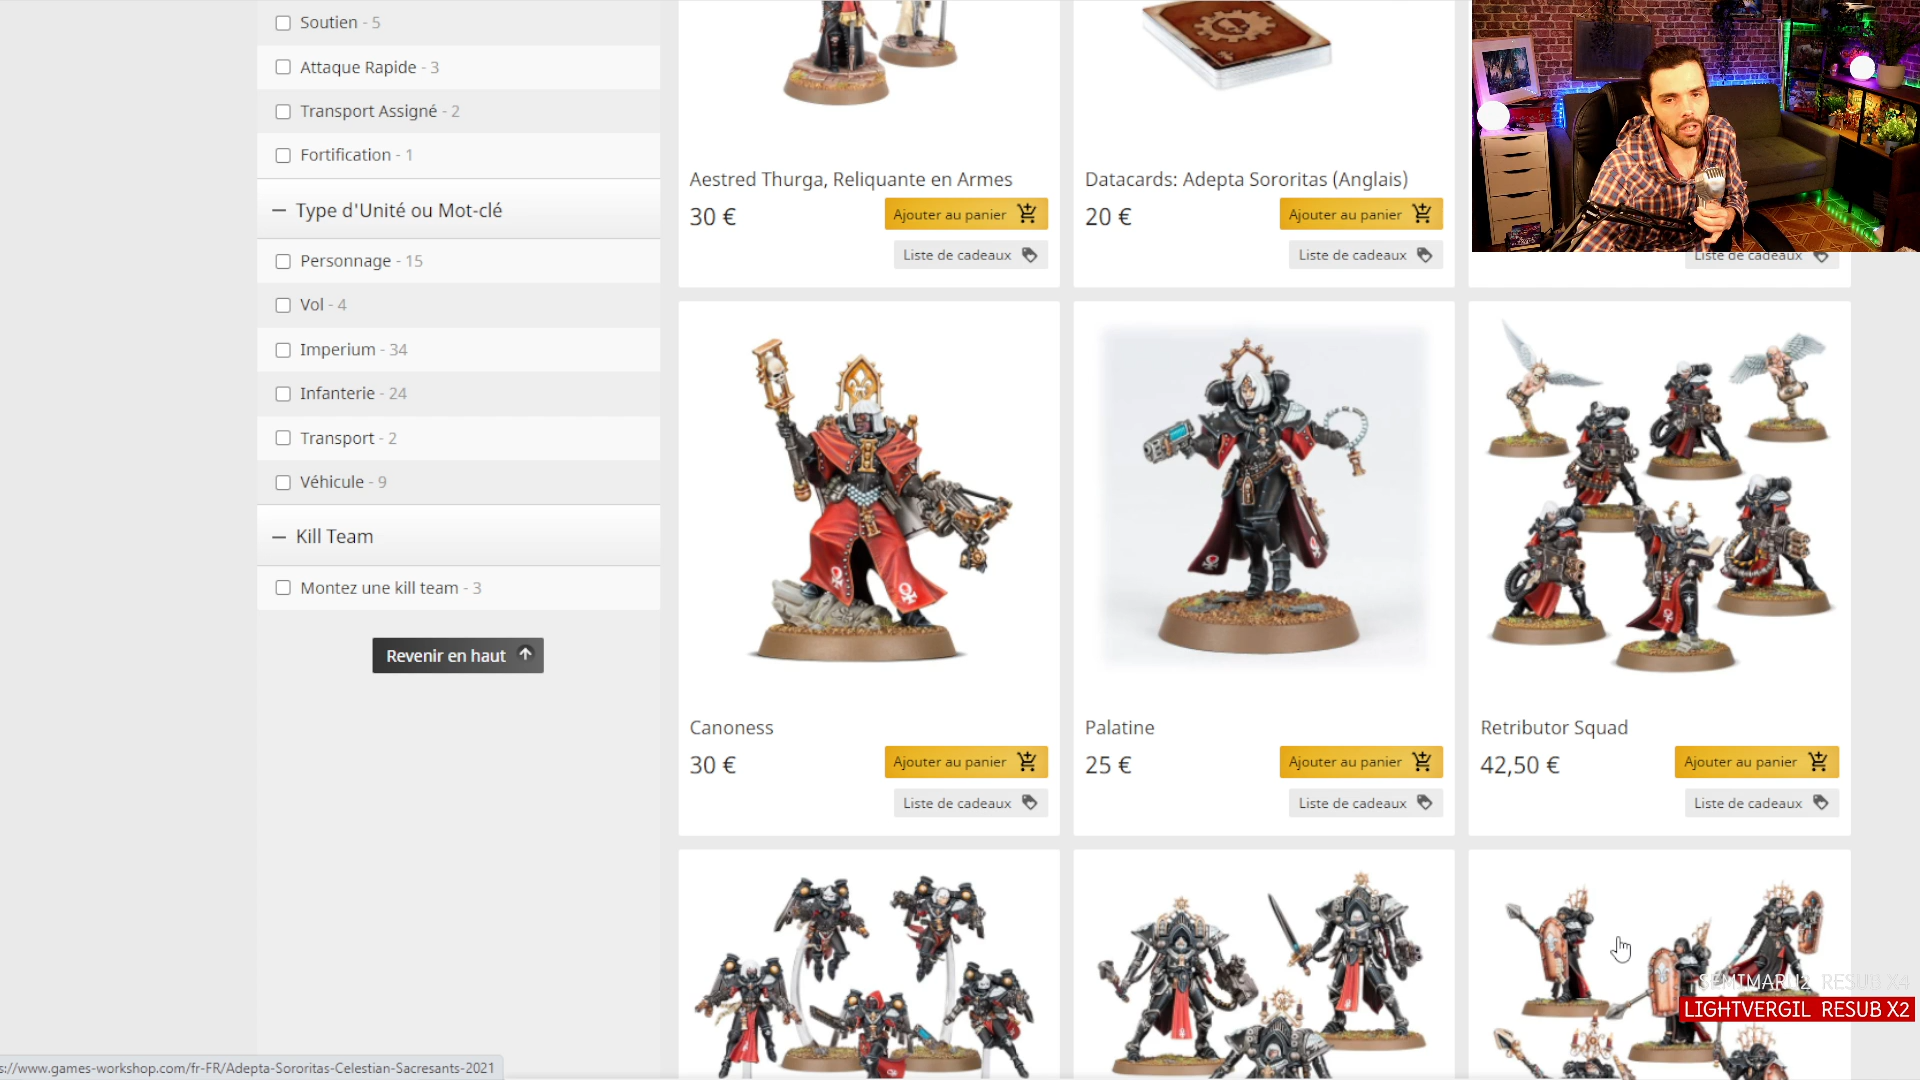 Soutien - 5
Attaque Rapide - 3
Transport Assigné - 2
Fortification - 1
Type d'Unité ou Mot-clé
Personnage - 15
Vol - 4
Imperium - 34
Infanterie - 24
Transport - 2
Véhicule - 9
Kill Team
Montez une kill team - 3
Revenir en haut
Aestred Thurga, Reliquante en Armes
30 €
Ajouter au panier
Liste de cadeaux
Datacards: Adepta Sororitas (Anglais)
20 €
Ajouter au panier
Liste de cadeaux
Liste de cadeaux
Canoness
30 €
Ajouter au panier
Liste de cadeaux
Palatine
25 €
Ajouter au panier
Liste de cadeaux
Retributor Squad
42,50 €
Ajouter au panier
Liste de cadeaux
SEMIMARU2 RESUB X4
LIGHTVERGIL RESUB X2
s://www.games-workshop.com/fr-FR/Adepta-Sororitas-Celestian-Sacresants-2021